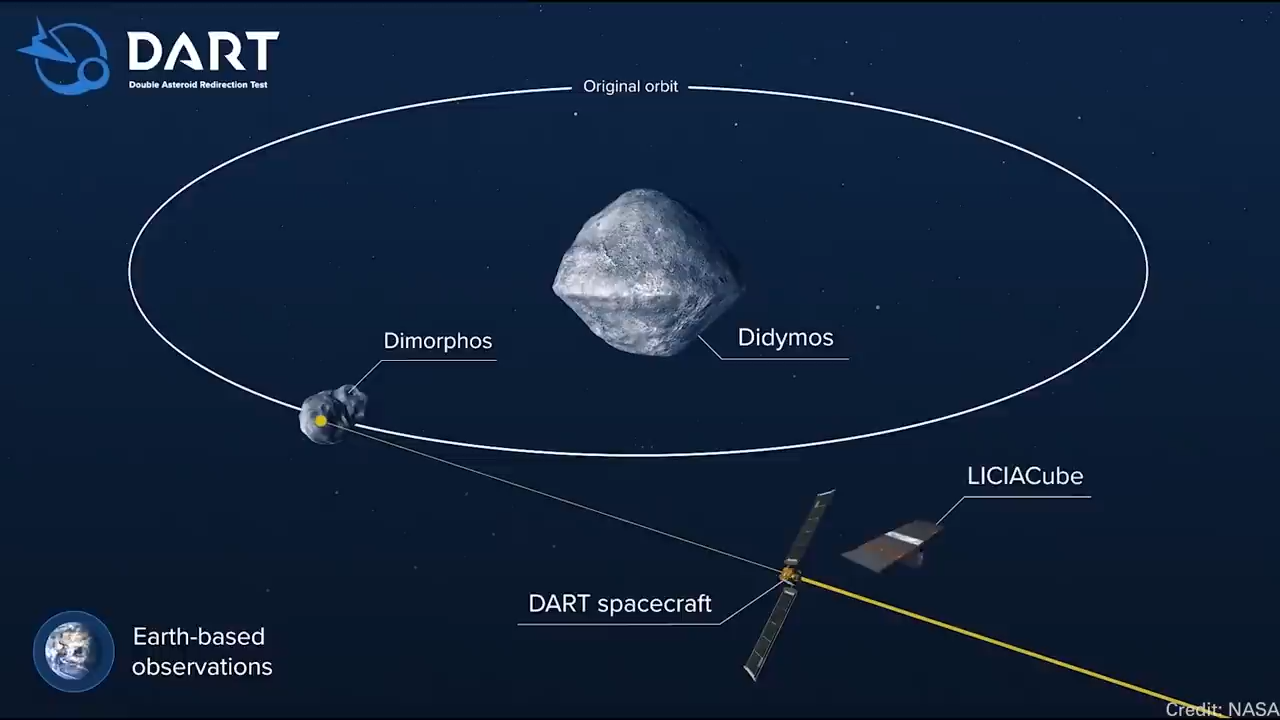 DART
Double Asteroid Redirection Test
Original orbit
Dimorphos
Didymos
LICIACube
DART spacecraft
Earth-based
observations
Credit: NASA